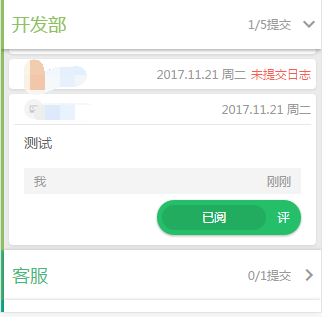 开发部 1/5提交
2017.11.21 周二 未提交日志
2017.11.21 周二
测试
我 刚刚
已阅 评
客服 0/1提交